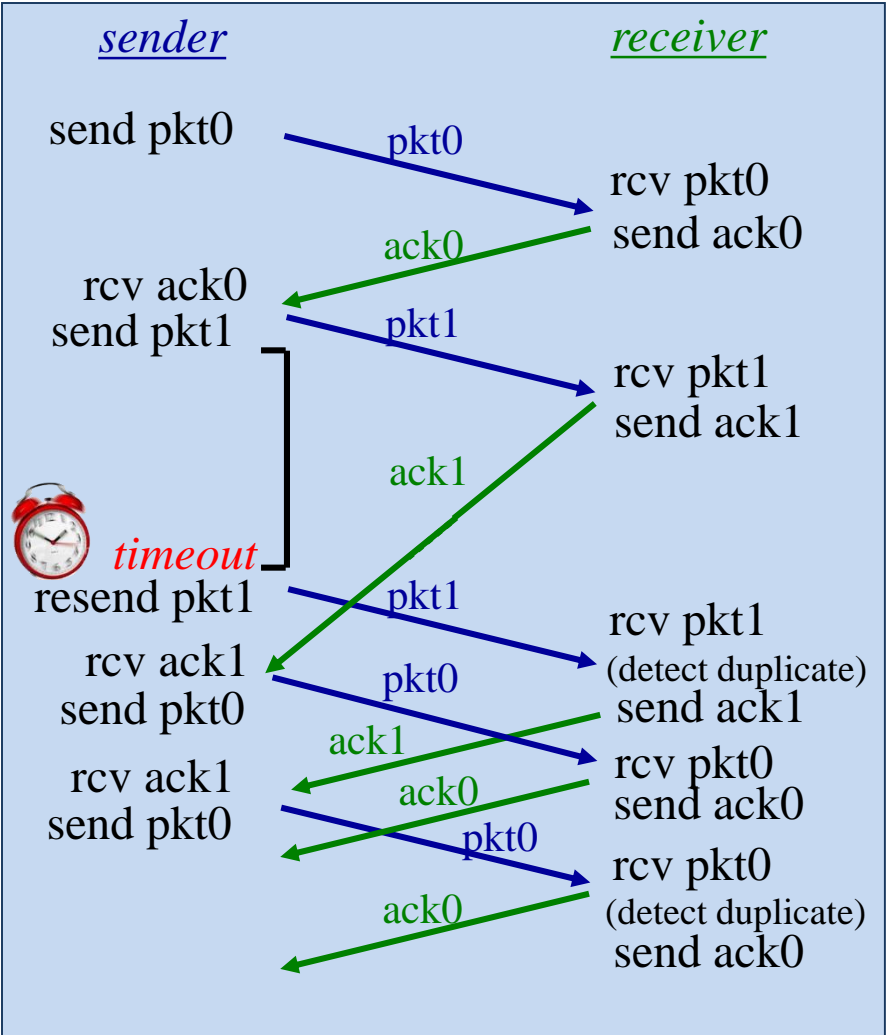 sender receiver
send pkt0
pkt0
rcv pkt0
send ack0
ack0
rcv ack0
send pkt1
pkt1
rcv pkt1
send ack1
ack1
timeout
resend pkt1
pkt1
rcv pkt1
(detect duplicate)
send ack1
rcv ack1
send pkt0
pkt0
ack1
rcv pkt0
send ack0
rcv ack1
send pkt0
ack0
pkt0
rcv pkt0
(detect duplicate)
send ack0
ack0